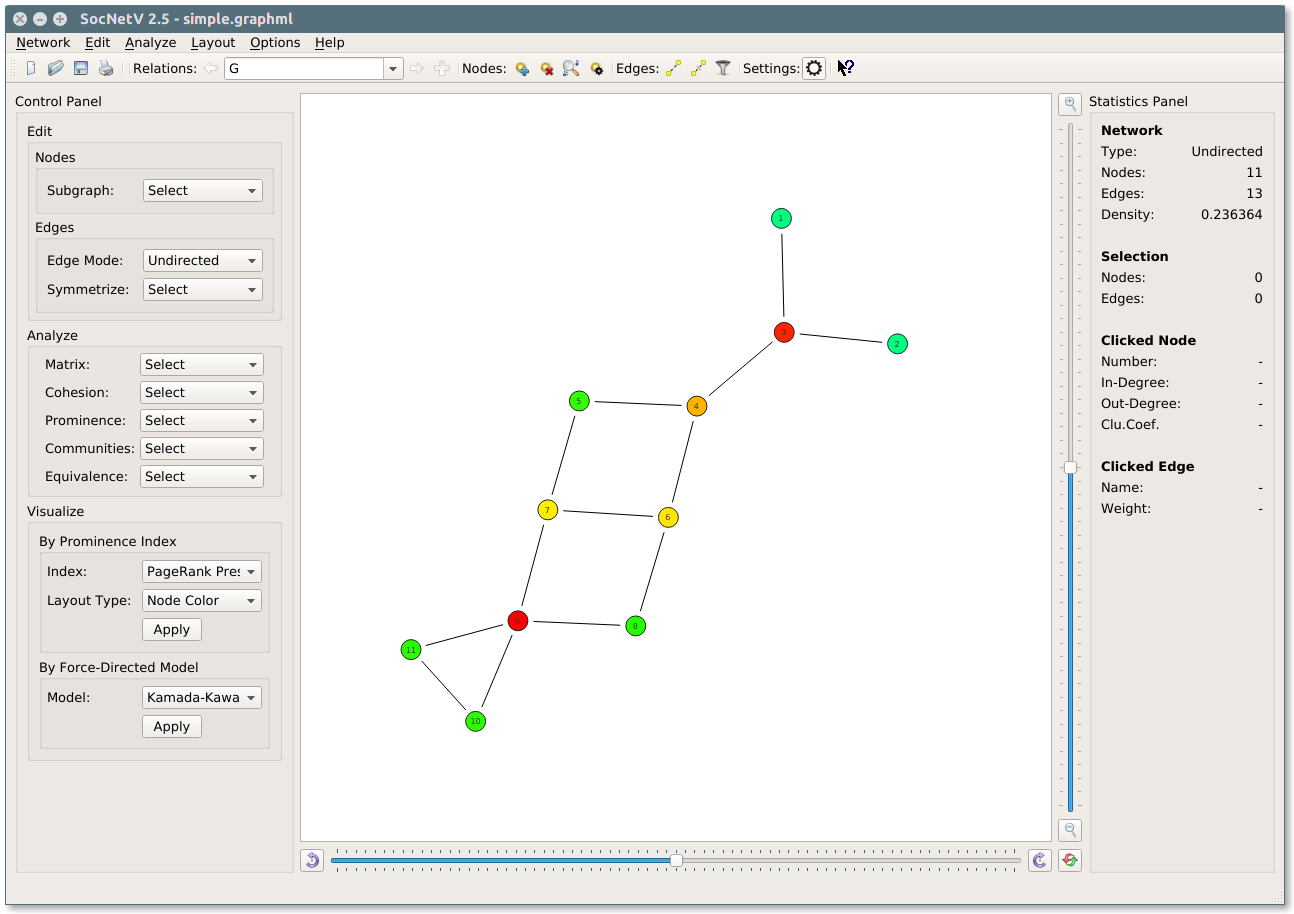 SocNetV 2.5 - simple.graphml
Network Edit Analyze Layout Options Help
Relations: G Nodes: Edges: Settings:
Control Panel
Edit
Nodes
Subgraph: Select
Edges
Edge Mode: Undirected
Symmetrize: Select
Analyze
Matrix: Select
Cohesion: Select
Prominence: Select
Communities: Select
Equivalence: Select
Visualize
By Prominence Index
Index: PageRank Pres
Layout Type: Node Color
Apply
By Force-Directed Model
Model: Kamada-Kawa
Apply
1
3
2
5
4
7
6
9
8
11
10
Statistics Panel
Network
Type: Undirected
Nodes: 11
Edges: 13
Density: 0.236364
Selection
Nodes: 0
Edges: 0
Clicked Node
Number: -
In-Degree: -
Out-Degree: -
Clu.Coef. -
Clicked Edge
Name: -
Weight: -